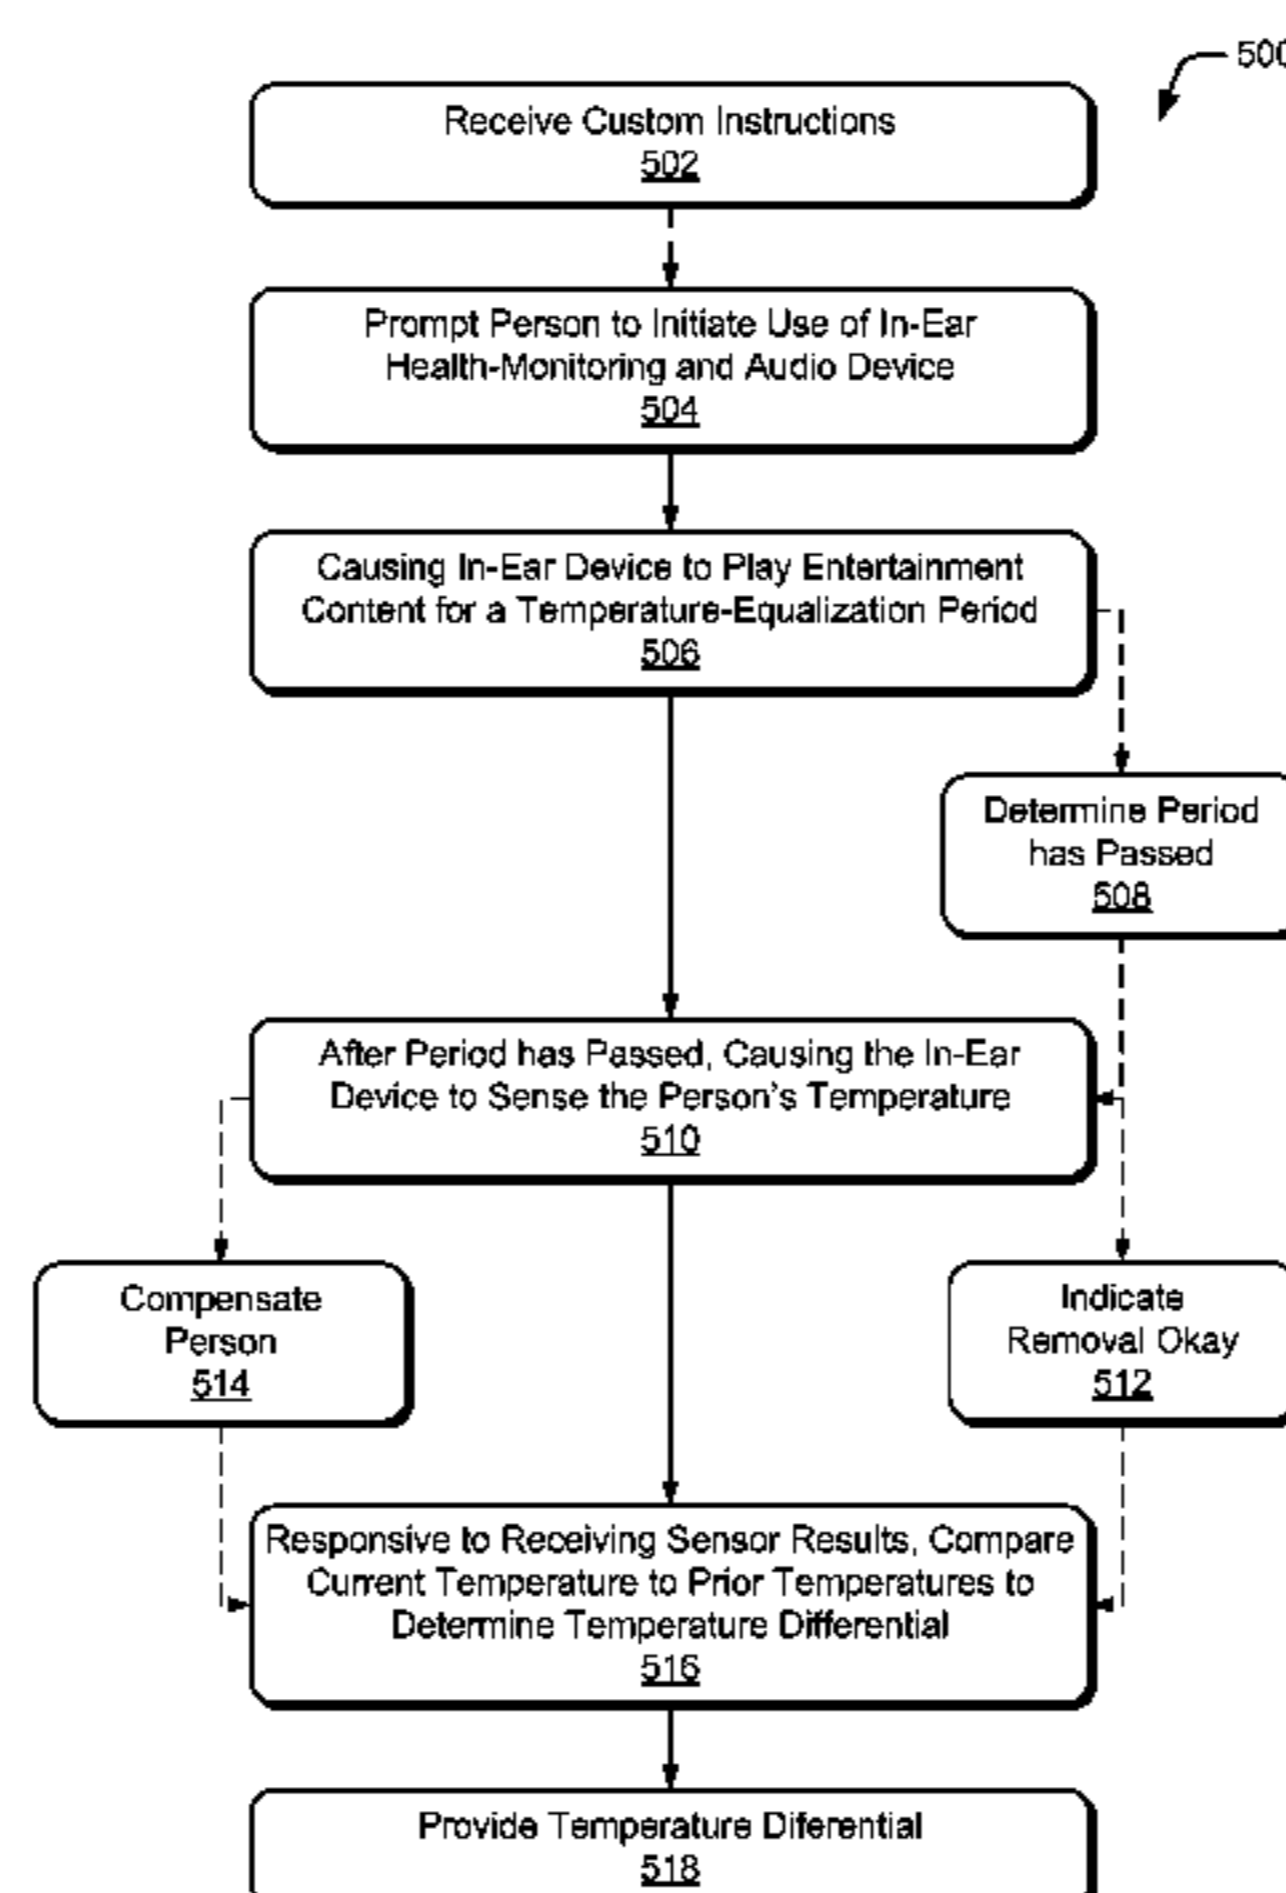 500
Receive Custom Instructions
502
Prompt Person to Initiate Use of In-Ear
Health-Monitoring and Audio Device
504
Causing In-Ear Device to Play Entertainment
Content for a Temperature-Equalization Period
506
Determine Period
has Passed
508
After Period has Passed, Causing the In-Ear
Device to Sense the Person's Temperature
510
Compensate
Person
514
Indicate
Removal Okay
512
Responsive to Receiving Sensor Results, Compare
Current Temperature to Prior Temperatures to
Determine Temperature Differential
516
Provide Temperature Diferential
518